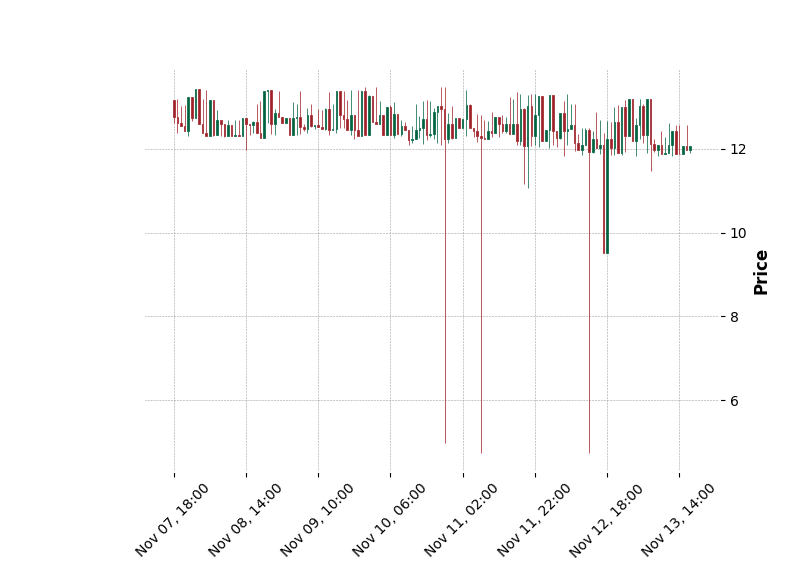 12
10
8
6
Price
Nov 07, 18:00
Nov 08, 14:00
Nov 09, 10:00
Nov 10, 06:00
Nov 11, 02:00
Nov 11, 22:00
Nov 12, 18:00
Nov 13, 14:00